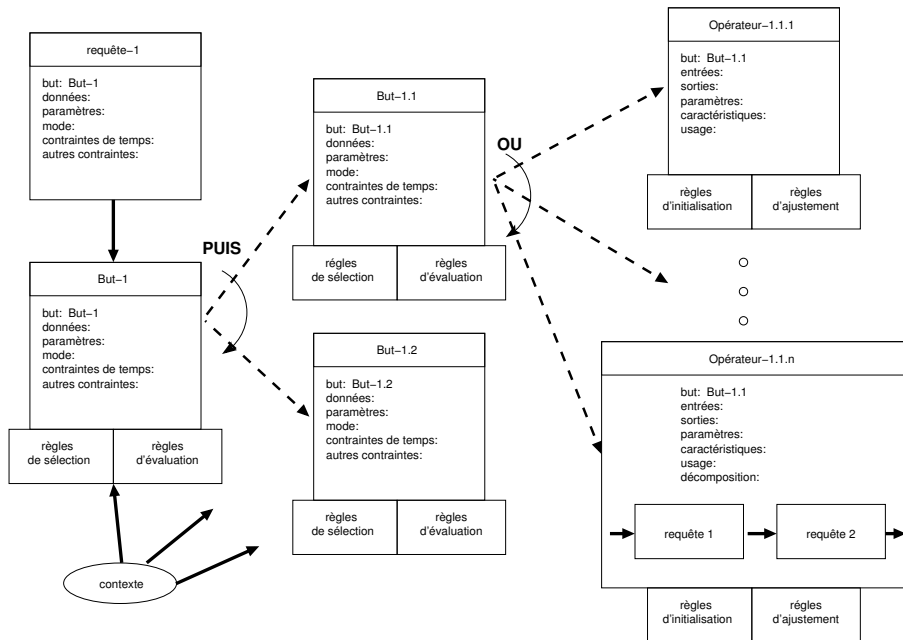 requête–1
but: But–1
données:
paramètres:
mode:
contraintes de temps:
autres contraintes:
But–1
but: But–1
données:
paramètres:
mode:
contraintes de temps:
autres contraintes:
règles
de sélection
règles
d'évaluation
contexte
PUIS
But–1.1
but: But–1.1
données:
paramètres:
mode:
contraintes de temps:
autres contraintes:
régles
de sélection
règles
d'évaluation
But–1.2
but: But–1.2
données:
paramètres:
mode:
contraintes de temps:
autres contraintes:
règles
de sélection
règles
d'évaluation
OU
Opérateur–1.1.1
but: But–1.1
entrées:
sorties:
paramètres:
caractéristiques:
usage:
règles
d'initialisation
règles
d'ajustement
Opérateur–1.1.n
but: But–1.1
entrées:
sorties:
paramètres:
caractéristiques:
usage:
décomposition:
requête 1
requête 2
règles
d'initialisation
régles
d'ajustement